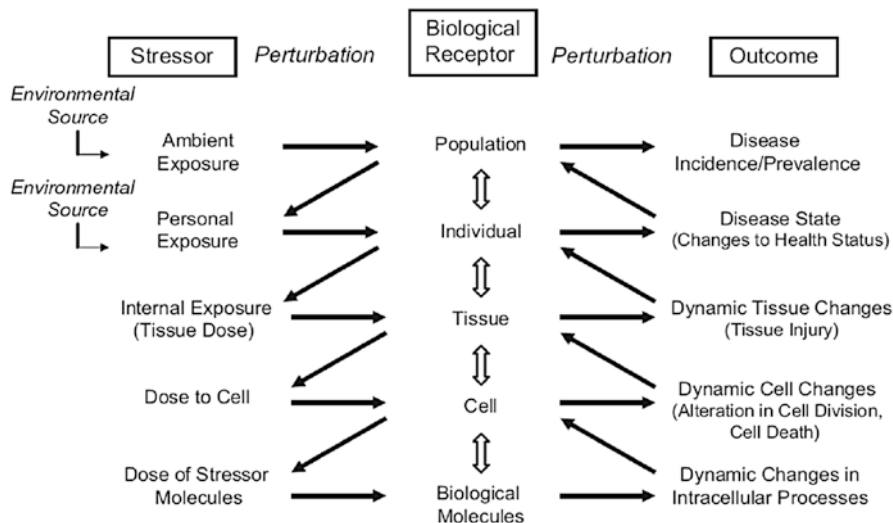 Stressor
Perturbation
Biological
Receptor
Perturbation
Outcome
Environmental
Source
Ambient
Exposure
Population
Disease
Incidence/Prevalence
Environmental
Source
Personal
Exposure
Individual
Disease State
(Changes to Health Status)
Internal Exposure
(Tissue Dose)
Tissue
Dynamic Tissue Changes
(Tissue Injury)
Dose to Cell
Cell
Dynamic Cell Changes
(Alteration in Cell Division,
Cell Death)
Dose of Stressor
Molecules
Biological
Molecules
Dynamic Changes in
Intracellular Processes